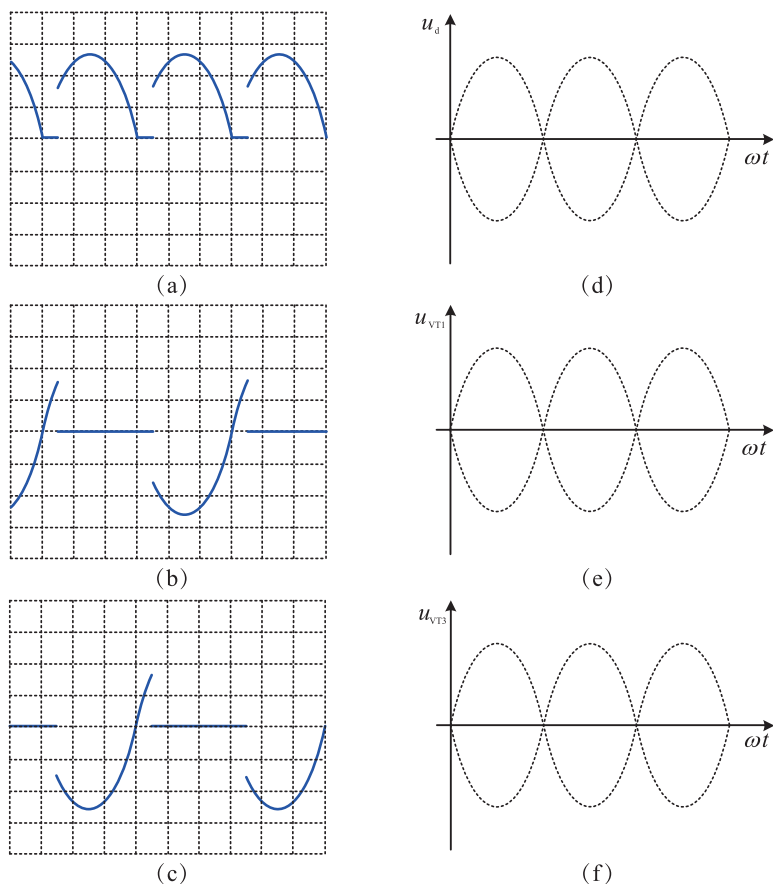 u_d
ωt
(a)
(d)
u_VT1
ωt
(b)
(e)
u_VT3
ωt
(c)
(f)